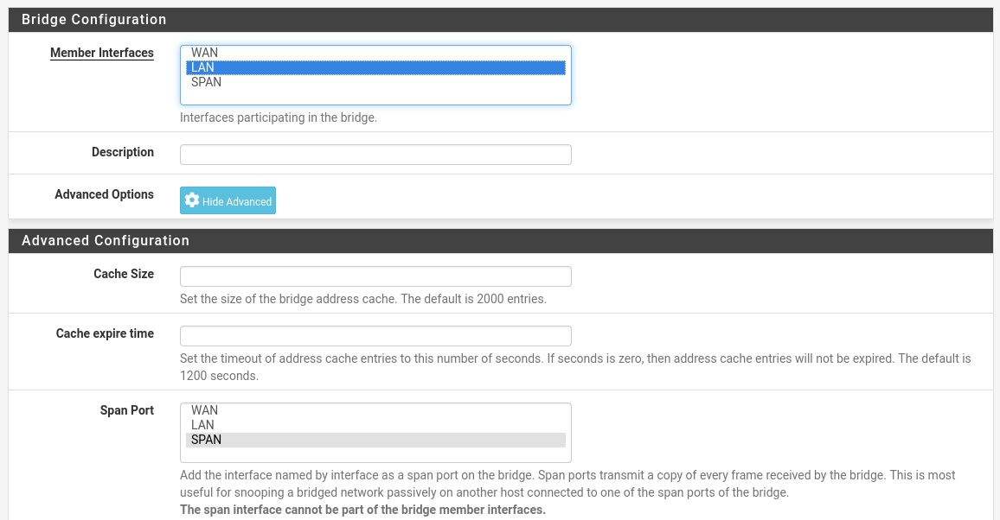 Bridge Configuration
Member Interfaces
WAN
LAN
SPAN
Interfaces participating in the bridge.
Description
Advanced Options
Hide Advanced
Advanced Configuration
Cache Size
Set the size of the bridge address cache. The default is 2000 entries.
Cache expire time
Set the timeout of address cache entries to this number of seconds. If seconds is zero, then address cache entries will not be expired. The default is
1200 seconds.
Span Port
WAN
LAN
SPAN
Add the interface named by interface as a span port on the bridge. Span ports transmit a copy of every frame received by the bridge. This is most
useful for snooping a bridged network passively on another host connected to one of the span ports of the bridge.
The span interface cannot be part of the bridge member interfaces.